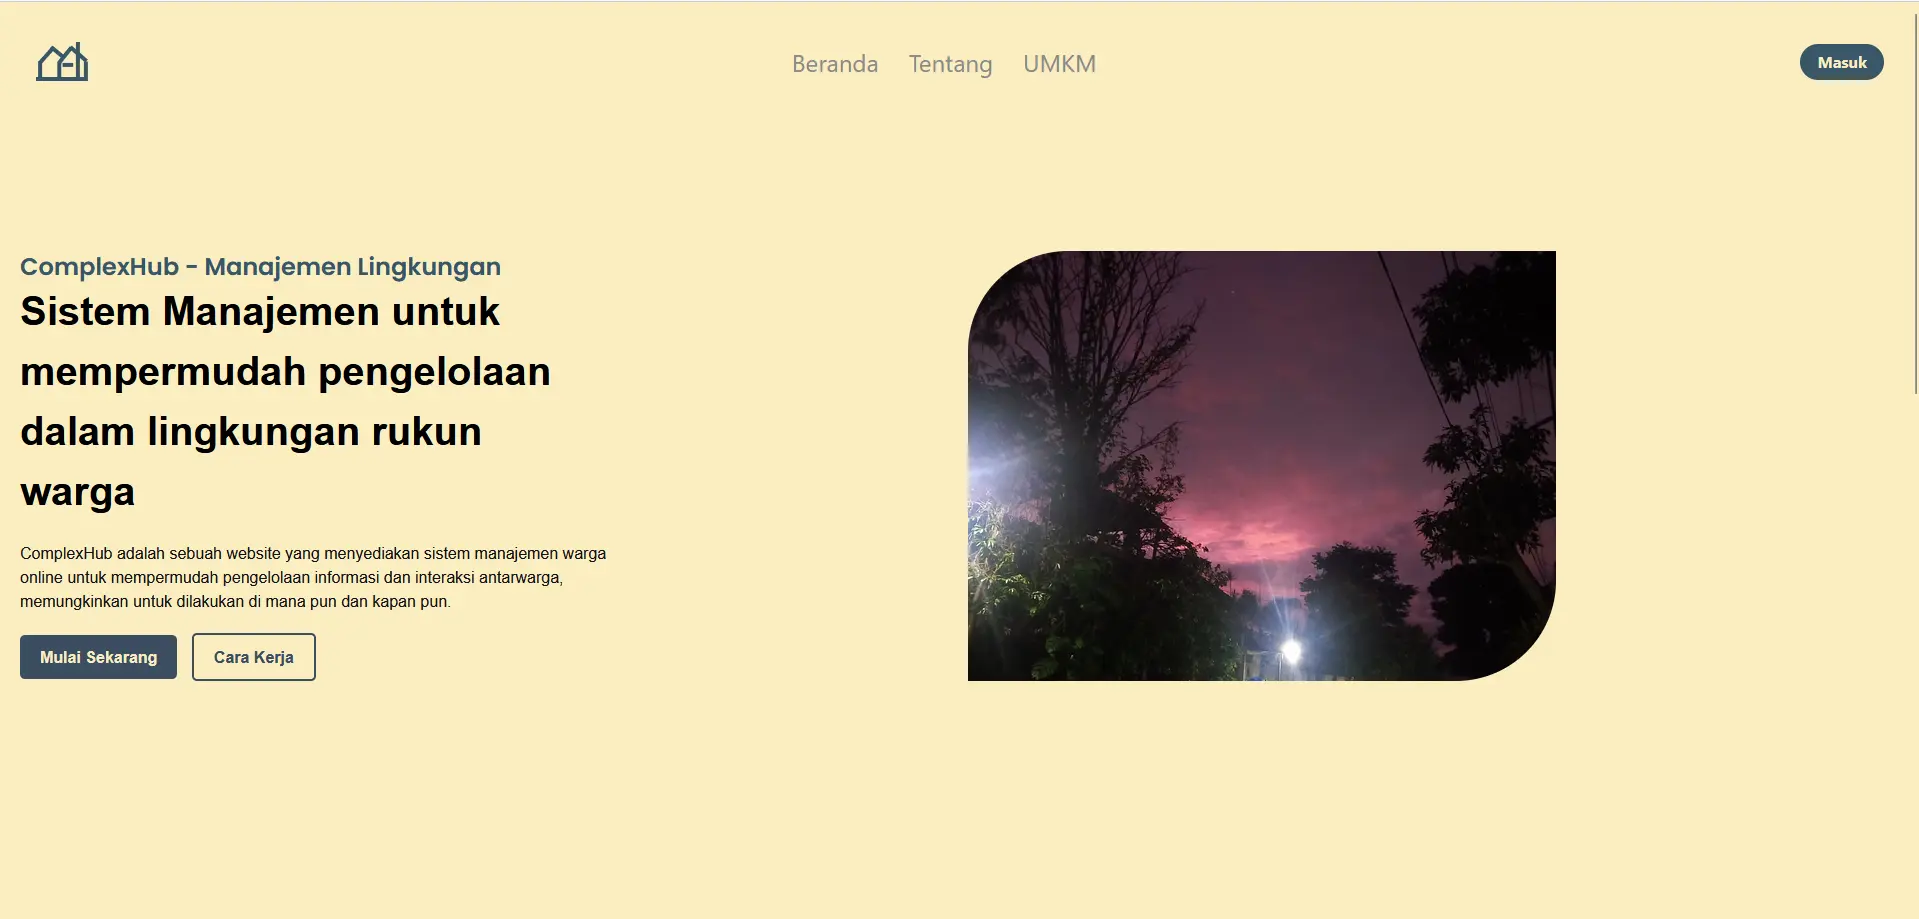 Beranda Tentang UMKM
Masuk
ComplexHub - Manajemen Lingkungan
Sistem Manajemen untuk
mempermudah pengelolaan
dalam lingkungan rukun
warga
ComplexHub adalah sebuah website yang menyediakan sistem manajemen warga
online untuk mempermudah pengelolaan informasi dan interaksi antarwarga,
memungkinkan untuk dilakukan di mana pun dan kapan pun.
Mulai Sekarang
Cara Kerja